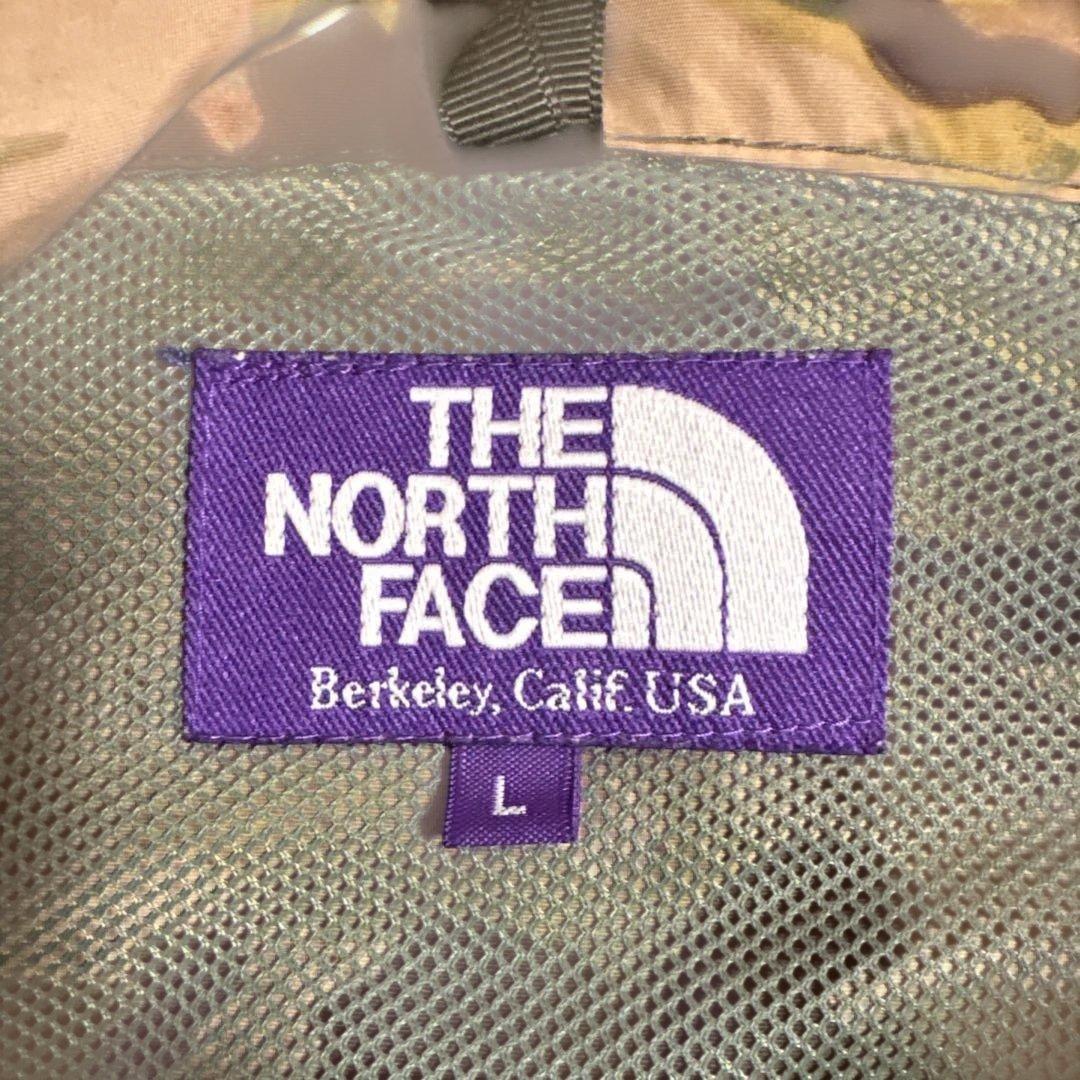 THE
NORTH
FACE
Berkeley, Calif. USA
L